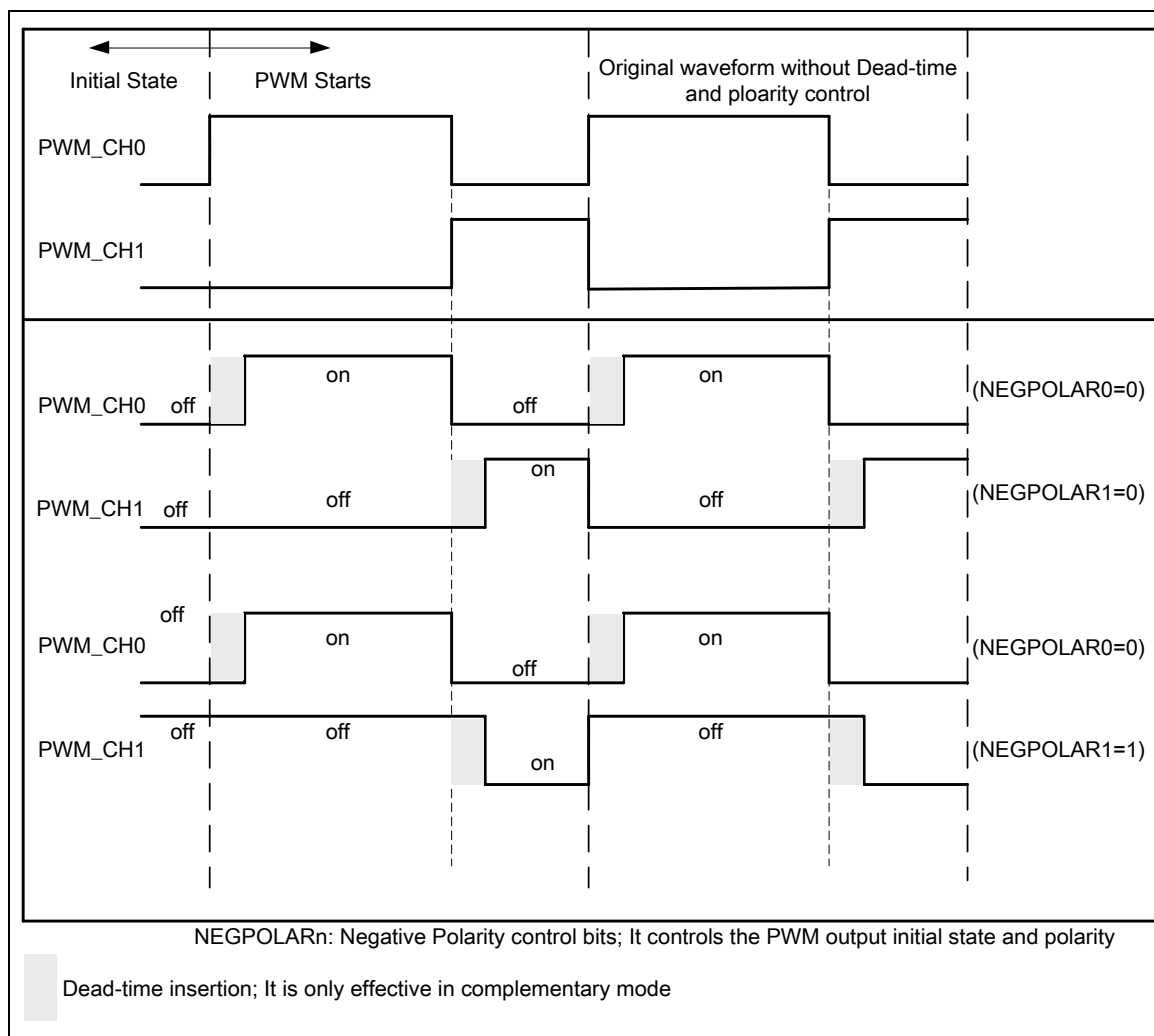 Initial State
PWM Starts
Original waveform without Dead-time
and ploarity control
PWM_CH0
PWM_CH1
on
on
PWM_CH0
off
off
(NEGPOLAR0=0)
on
PWM_CH1
off
off
off
(NEGPOLAR1=0)
off
PWM_CH0
on
off
on
(NEGPOLAR0=0)
PWM_CH1
off
off
on
off
(NEGPOLAR1=1)
NEGPOLARn: Negative Polarity control bits; It controls the PWM output initial state and polarity
Dead-time insertion; It is only effective in complementary mode